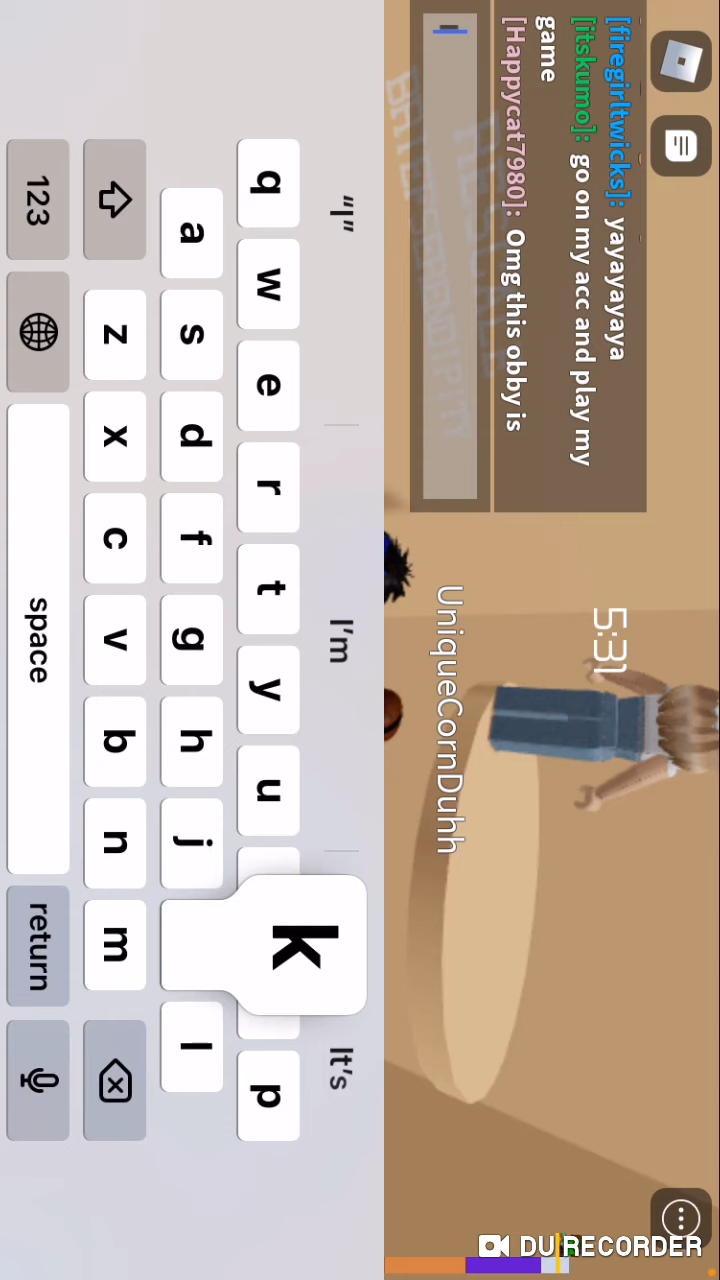 [firegirltwicks]: yayayayaya
[itskumo]: go on my acc and play my
game
[Happycat7980]: Omg this obby is
5:31
UniqueCornDuhh
"I"
I'm
It's
q w e r t y u p
a s d f g h j k l
z x c v b n m
123 space return
DU RECORDER